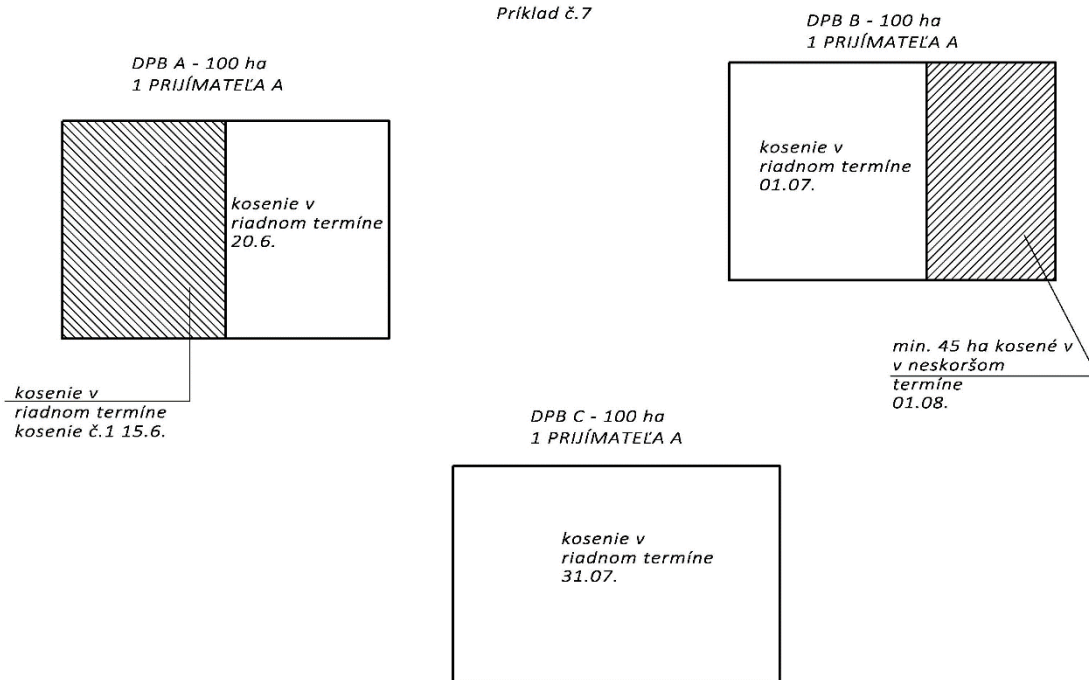 Príklad č.7
DPB A - 100 ha
1 PRIJÍMATEĽA A
kosenie v
riadnom termíne
20.6.
kosenie v
riadnom termíne
kosenie č.1 15.6.
DPB B - 100 ha
1 PRIJÍMATEĽA A
kosenie v
riadnom termíne
01.07.
min. 45 ha kosené v
v neskoršom
termíne
01.08.
DPB C - 100 ha
1 PRIJÍMATEĽA A
kosenie v
riadnom termíne
31.07.